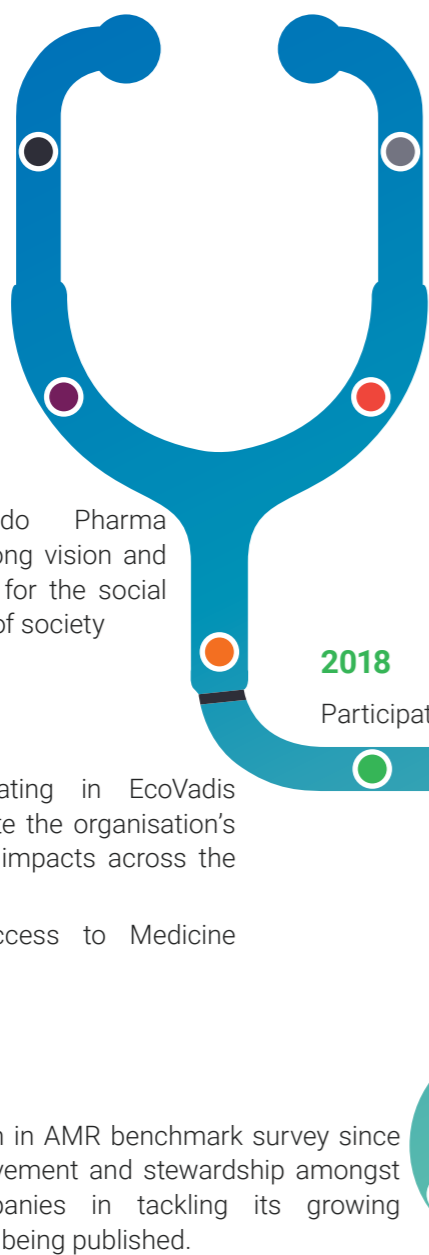 do Pharma
ong vision and
for the social
of society
2018
Participat
ating in EcoVadis
te the organisation's
impacts across the
ccess to Medicine
n in AMR benchmark survey since
vement and stewardship amongst
panies in tackling its growing
being published.